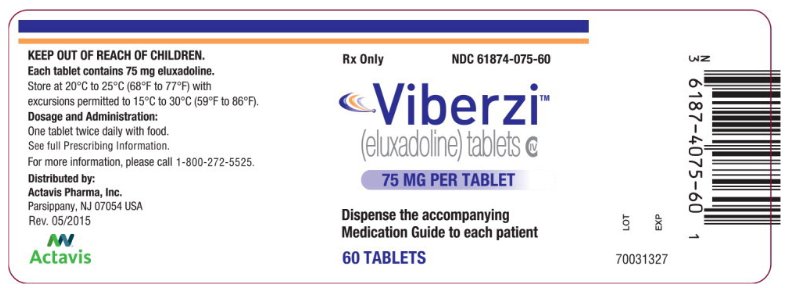 KEEP OUT OF REACH OF CHILDREN.
Each tablet contains 75 mg eluxadoline.
Store at 20°C to 25°C (68°F to 77°F) with
excursions permitted to 15°C to 30°C (59°F to 86°F).
Dosage and Administration:
One tablet twice daily with food.
See full Prescribing Information.
For more information, please call 1-800-272-5525.
Distributed by:
Actavis Pharma, Inc.
Parsippany, NJ 07054 USA
Rev. 05/2015
Actavis
Rx Only NDC 61874-075-60
Viberzi™
(eluxadoline) tablets CIV
75 MG PER TABLET
Dispense the accompanying
Medication Guide to each patient
60 TABLETS
LOT
EXP
70031327
N
3 6187-4075-60 1